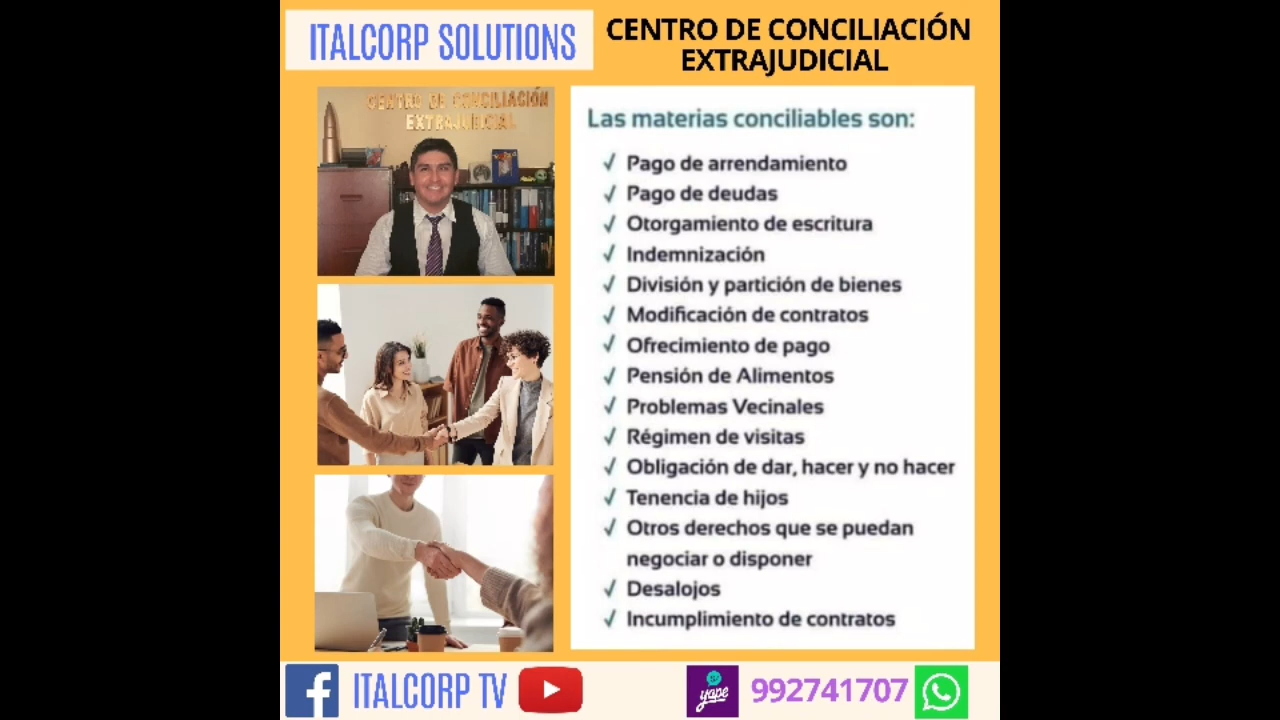 ITALCORP SOLUTIONS
CENTRO DE CONCILIACIÓN
EXTRAJUDICIAL
CENTRO DE CONCILIACIÓN
EXTRAJUDICIAL
Las materias conciliables son:
✓ Pago de arrendamiento
✓ Pago de deudas
✓ Otorgamiento de escritura
✓ Indemnización
✓ División y partición de bienes
✓ Modificación de contratos
✓ Ofrecimiento de pago
✓ Pensión de Alimentos
✓ Problemas Vecinales
✓ Régimen de visitas
✓ Obligación de dar, hacer y no hacer
✓ Tenencia de hijos
✓ Otros derechos que se puedan
negociar o disponer
✓ Desalojos
✓ Incumplimiento de contratos
ITALCORP TV
yape
992741707